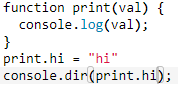 function print(val) {
  console.log(val);
}
print.hi = "hi"
console.dir(print.hi);